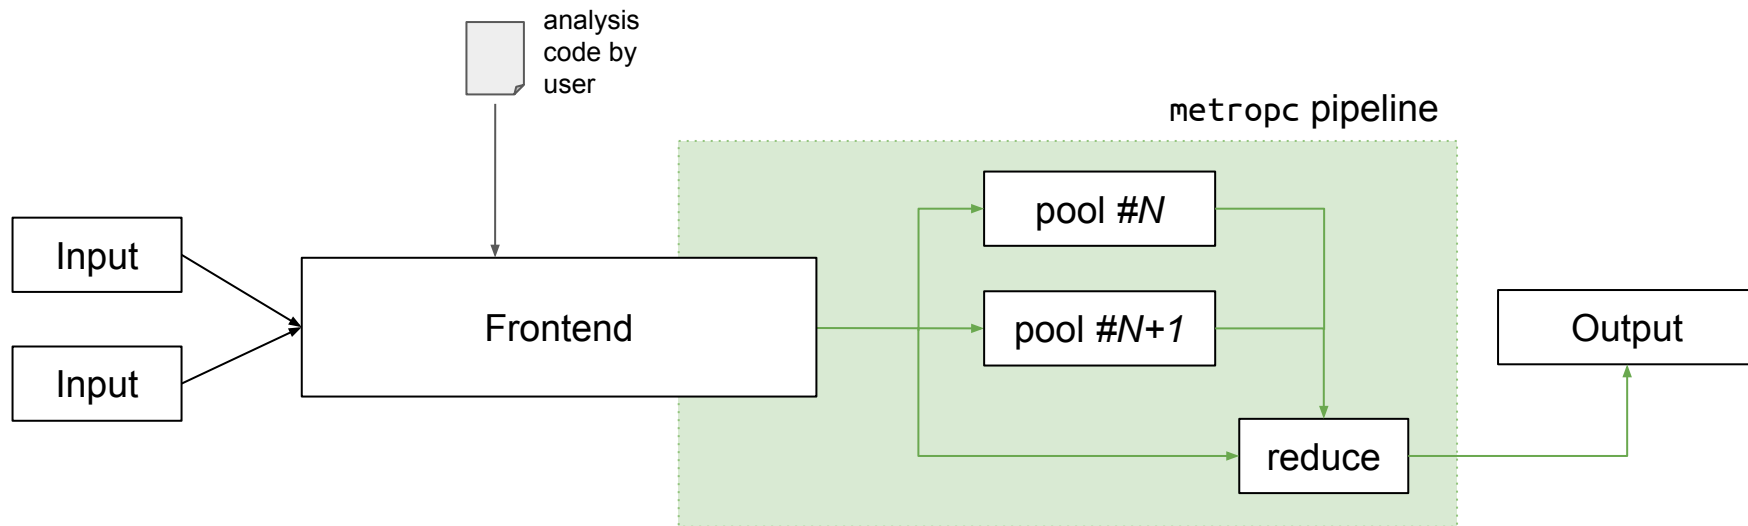 analysis
code by
user
metropc pipeline
pool #N
Input
Frontend
pool #N+1
Output
Input
reduce